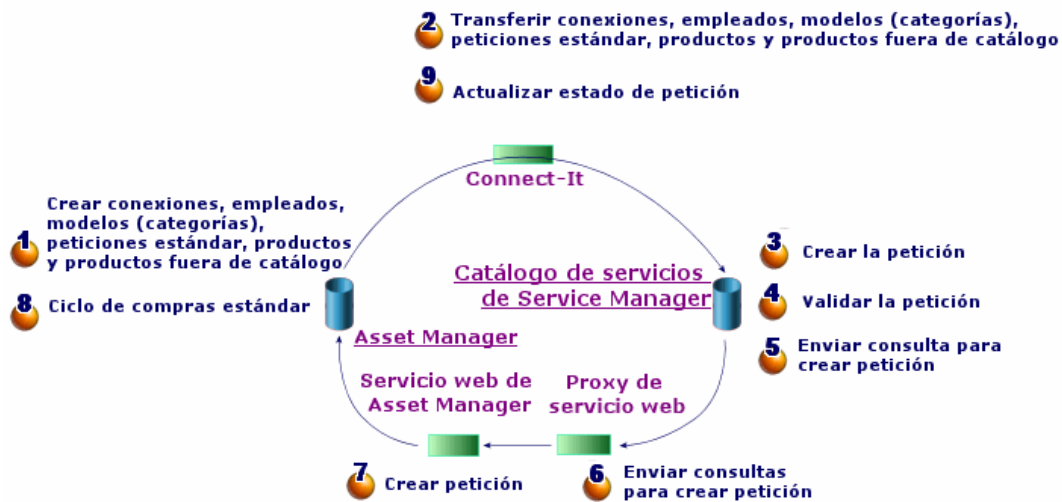 2 Transferir conexiones, empleados, modelos (categorías),
peticiones estándar, productos y productos fuera de catálogo
9 Actualizar estado de petición
Connect-It
1 Crear conexiones, empleados,
modelos (categorías),
peticiones estándar, productos
y productos fuera de catálogo
8 Ciclo de compras estándar
Asset Manager
Catálogo de servicios
de Service Manager
3 Crear la petición
4 Validar la petición
5 Enviar consulta para
crear petición
Servicio web de
Asset Manager
Proxy de
servicio web
7 Crear petición
6 Enviar consultas
para crear petición